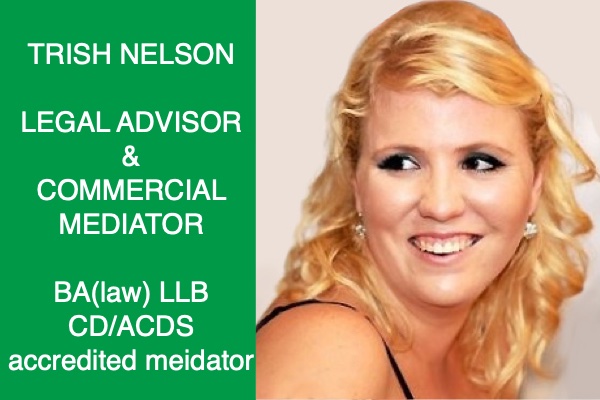 TRISH NELSON
LEGAL ADVISOR
&
COMMERCIAL
MEDIATOR
BA(law) LLB
CD/ACDS
accredited meidator